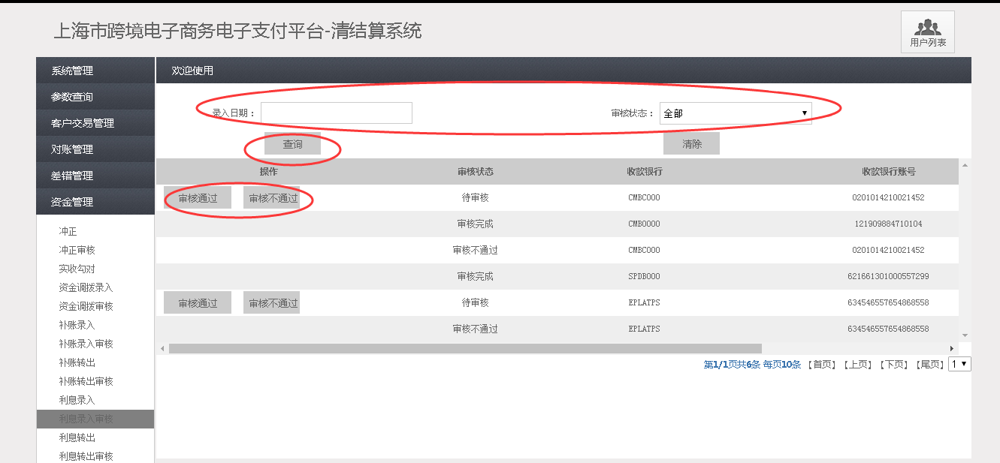 上海市跨境电子商务电子支付平台-清结算系统
用户列表
系统管理
参数查询
客户交易管理
对账管理
差错管理
资金管理
冲正
冲正审核
实收勾对
资金调拨录入
资金调拨审核
补账录入
补账录入审核
补账转出
补账转出审核
利息录入
利息录入审核
利息转出
利息转出审核
欢迎使用
录入日期： 审核状态： 全部
查询 清除
操作 审核状态 收款银行 收款银行账号
审核通过 审核不通过 待审核 CMBC000 0201014210021452
审核完成 CMB0000 121909884710104
审核不通过 CMBC000 0201014210021452
审核完成 SPDB000 621661301000557299
审核通过 审核不通过 待审核 EPLATPS 634546557654868558
审核不通过 EPLATPS 634546557654868558
第1/1页共6条 每页10条 【首页】【上页】【下页】【尾页】 1